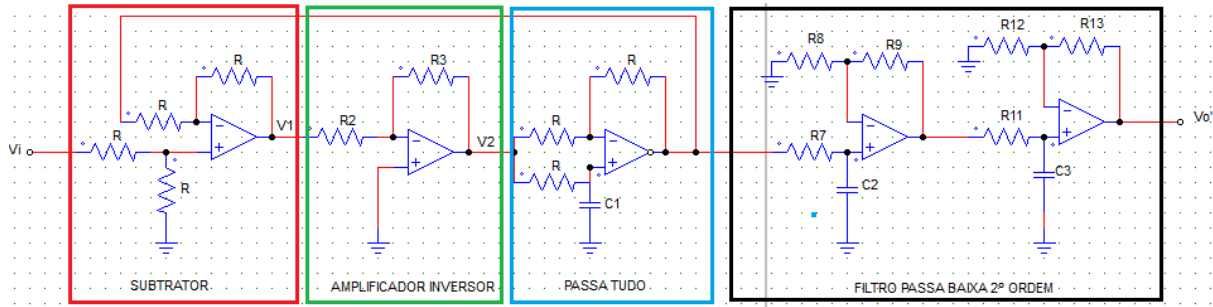 R
R3
R
R8
R9
R12
R13
R
R
R
V1
R2
V2
R
R
C1
R7
C2
R11
C3
Vi
Vo'
SUBTRATOR
AMPLIFICADOR INVERSOR
PASSA TUDO
FILTRO PASSA BAIXA 2º ORDEM